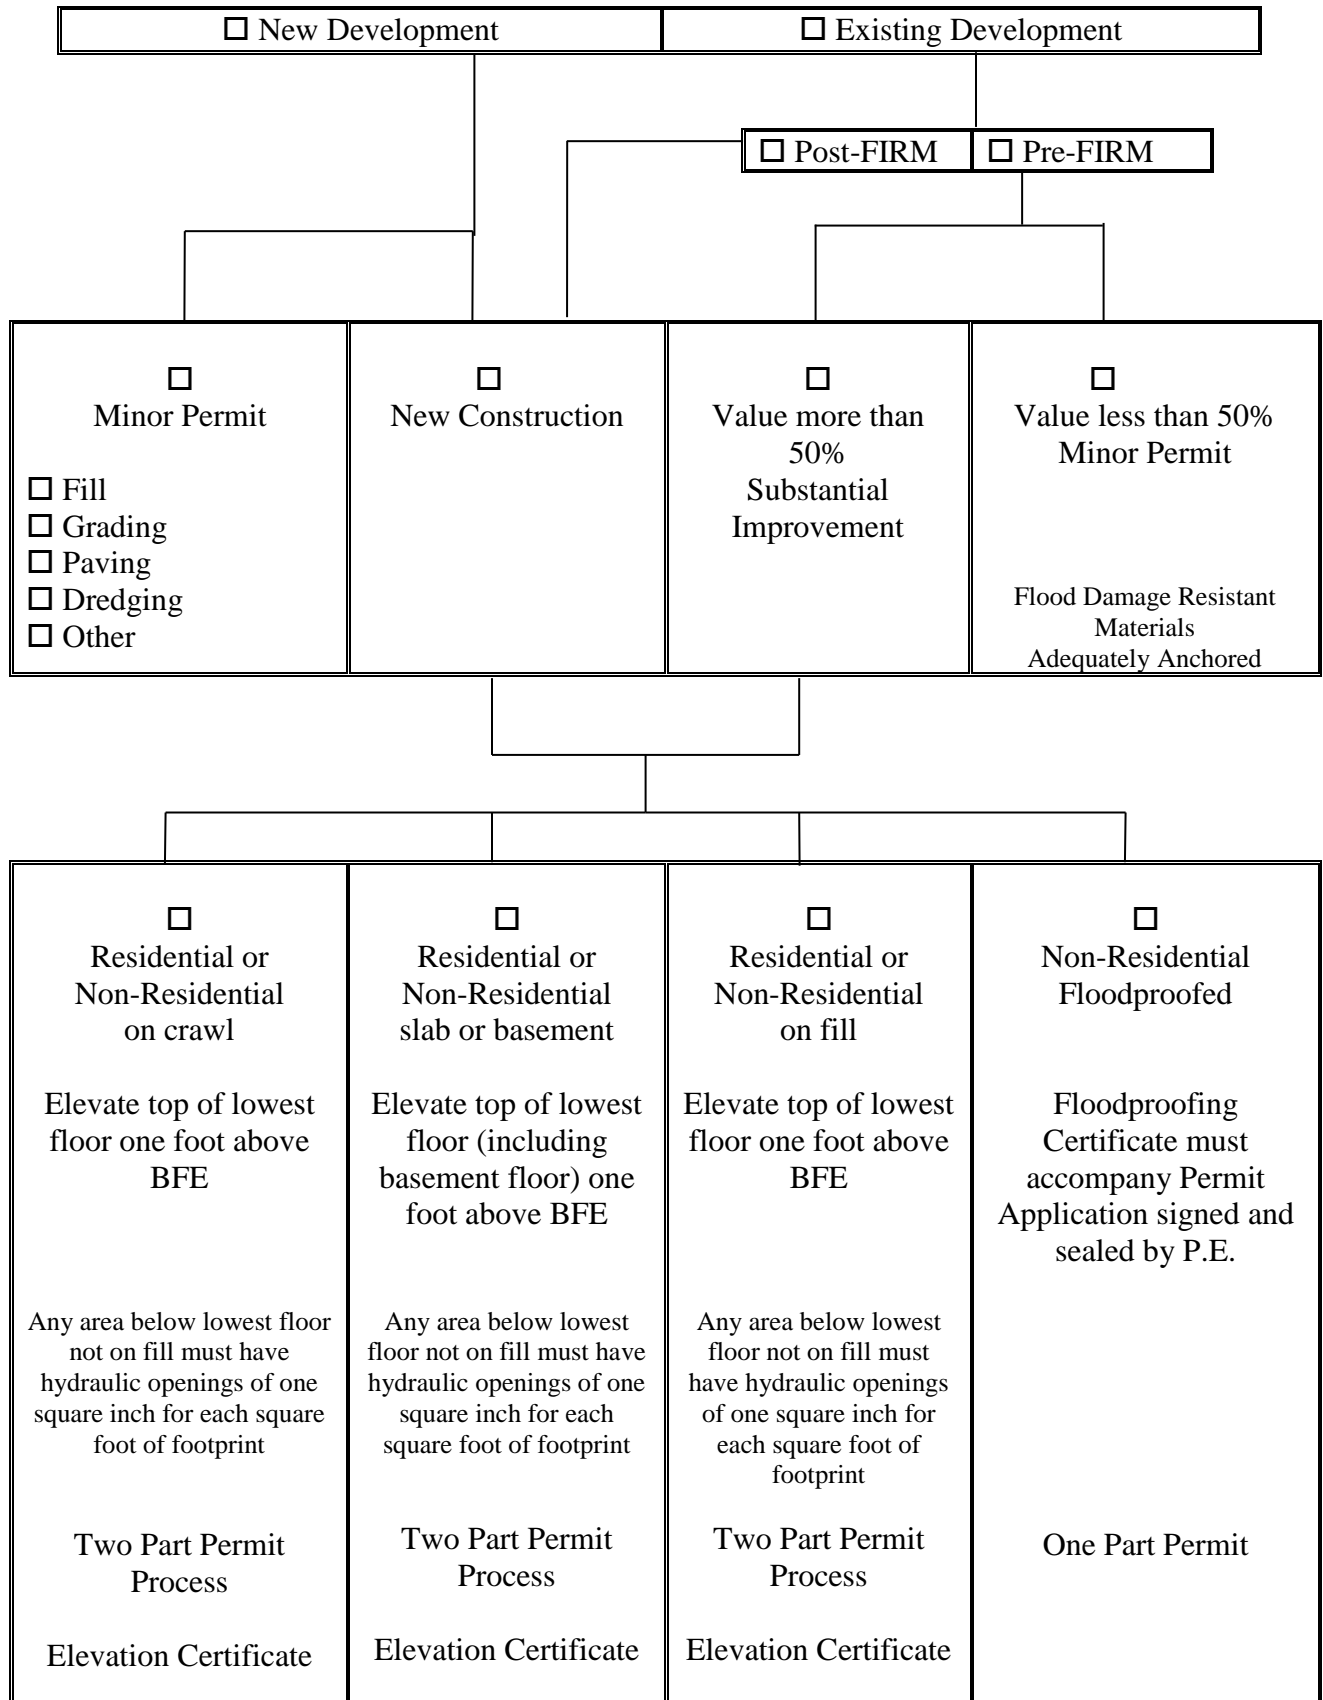 ☐ New Development
☐ Existing Development
☐ Post-FIRM
☐ Pre-FIRM
☐
Minor Permit
☐ Fill
☐ Grading
☐ Paving
☐ Dredging
☐ Other
☐
New Construction
☐
Value more than
50%
Substantial
Improvement
☐
Value less than 50%
Minor Permit
Flood Damage Resistant
Materials
Adequately Anchored
☐
Residential or
Non-Residential
on crawl
Elevate top of lowest
floor one foot above
BFE
Any area below lowest floor
not on fill must have
hydraulic openings of one
square inch for each square
foot of footprint
Two Part Permit
Process
Elevation Certificate
☐
Residential or
Non-Residential
slab or basement
Elevate top of lowest
floor (including
basement floor) one
foot above BFE
Any area below lowest
floor not on fill must have
hydraulic openings of one
square inch for each
square foot of footprint
Two Part Permit
Process
Elevation Certificate
☐
Residential or
Non-Residential
on fill
Elevate top of lowest
floor one foot above
BFE
Any area below lowest
floor not on fill must
have hydraulic openings
of one square inch for
each square foot of
footprint
Two Part Permit
Process
Elevation Certificate
☐
Non-Residential
Floodproofed
Floodproofing
Certificate must
accompany Permit
Application signed and
sealed by P.E.
One Part Permit